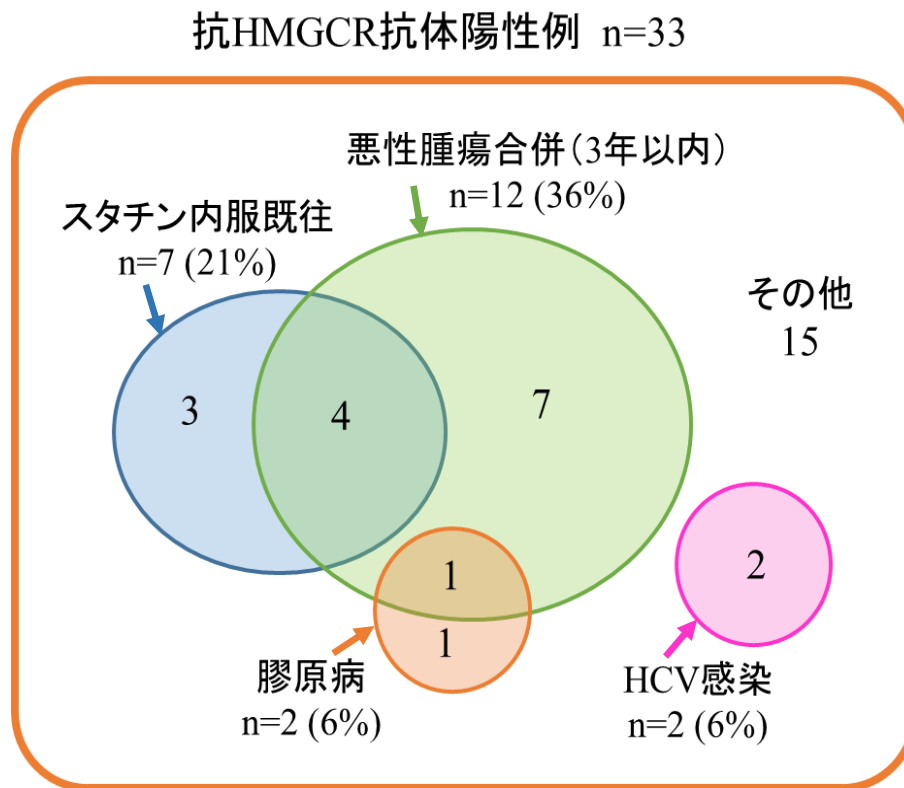 抗HMGCR抗体陽性例 n=33
悪性腫瘍合併(3年以内)
n=12 (36%)
スタチン内服既往
n=7 (21%)
その他
15
3
4
7
1
1
2
膠原病
n=2 (6%)
HCV感染
n=2 (6%)